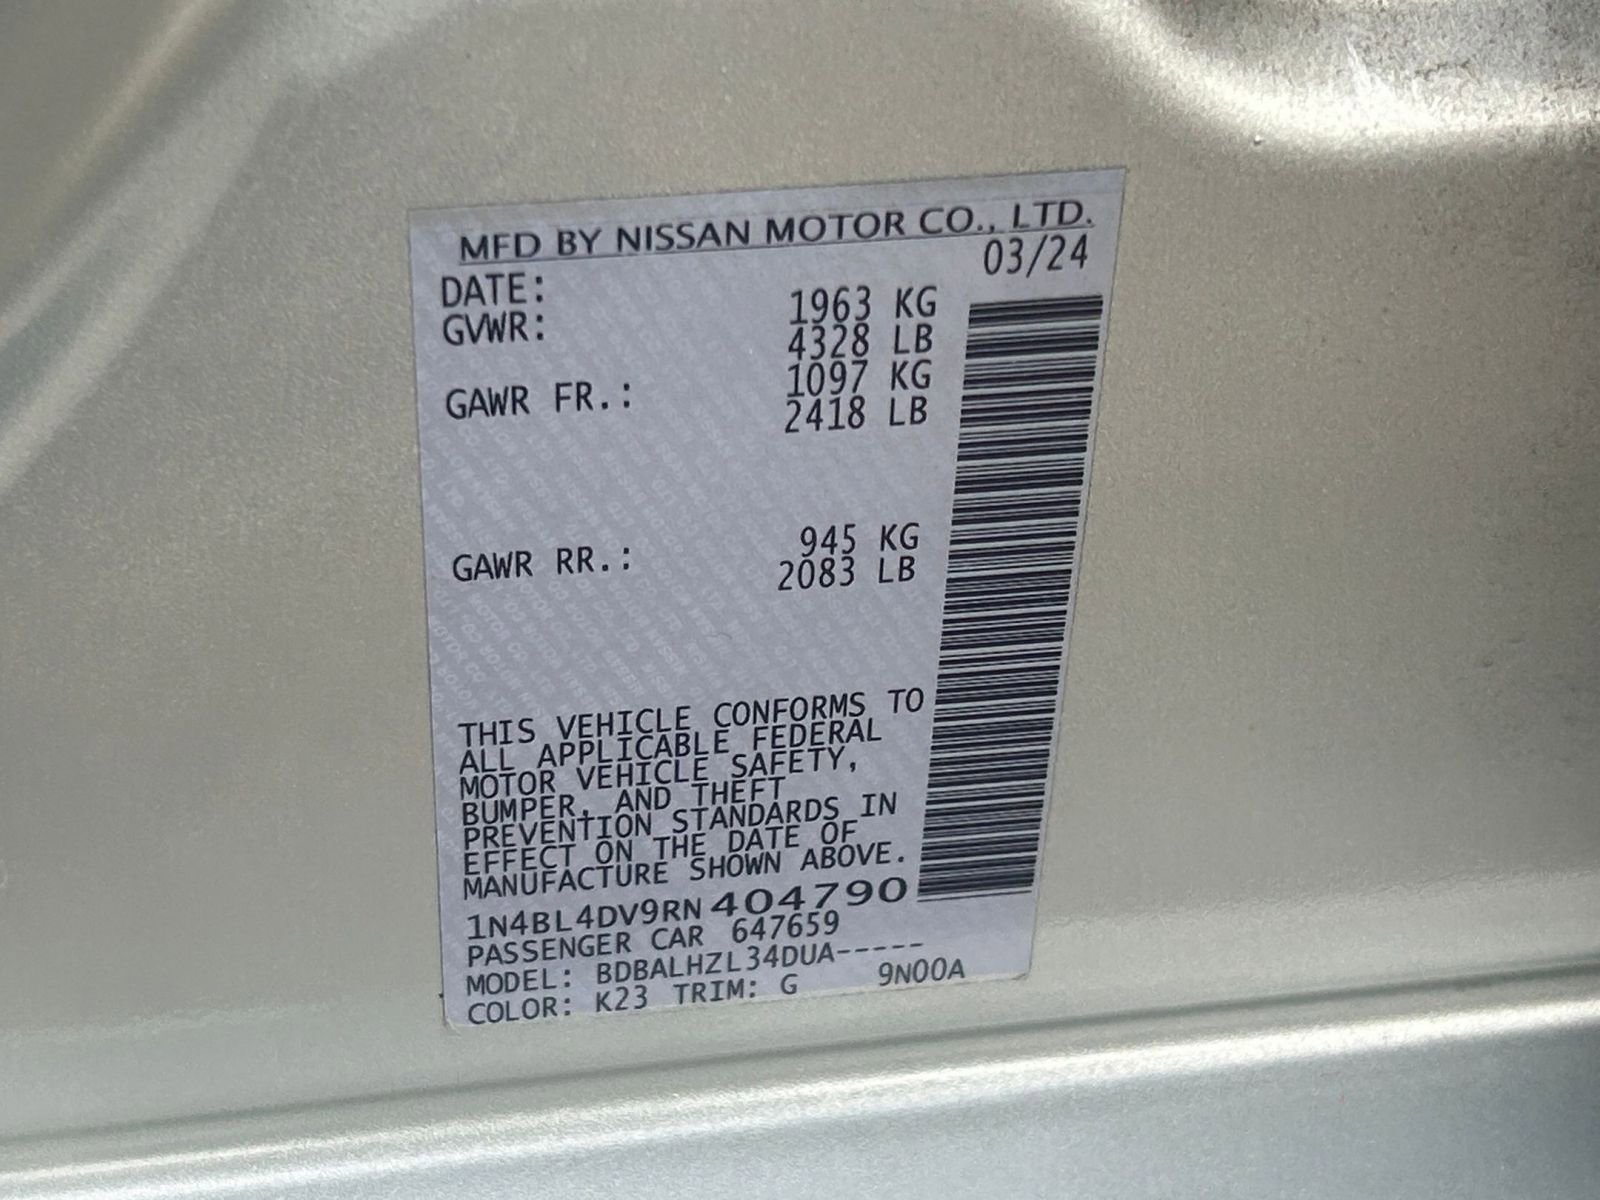 MFD BY NISSAN MOTOR CO., LTD.
DATE: 03/24
GVWR: 1963 KG
4328 LB
GAWR FR.: 1097 KG
2418 LB
GAWR RR.: 945 KG
2083 LB
THIS VEHICLE CONFORMS TO
ALL APPLICABLE FEDERAL
MOTOR VEHICLE SAFETY,
BUMPER, AND THEFT
PREVENTION STANDARDS IN
EFFECT ON THE DATE OF
MANUFACTURE SHOWN ABOVE.
1N4BL4DV9RN404790
PASSENGER CAR 647659
MODEL: BDBALHZL34DUA-----
COLOR: K23 TRIM: G 9N00A